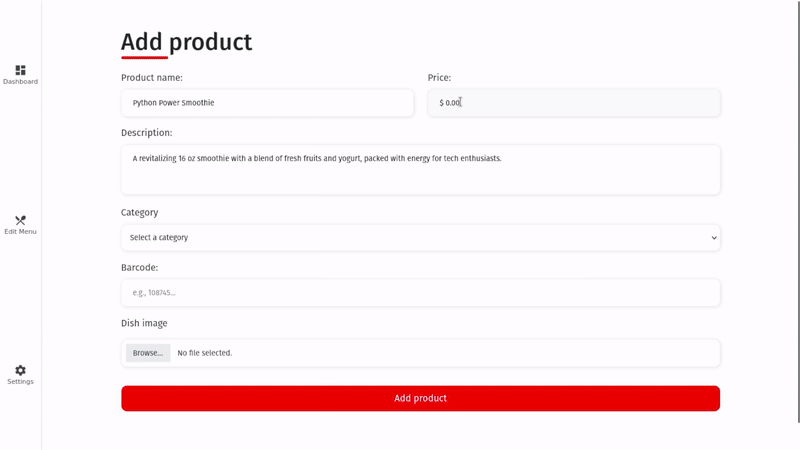 Add product
Dashboard
Product name:
Price:
Python Power Smoothie
$ 0.00
Description:
A revitalizing 16 oz smoothie with a blend of fresh fruits and yogurt, packed with energy for tech enthusiasts.
Category
Edit Menu
Select a category
Barcode:
e.g., 108745...
Dish image
Browse...
No file selected.
Settings
Add product